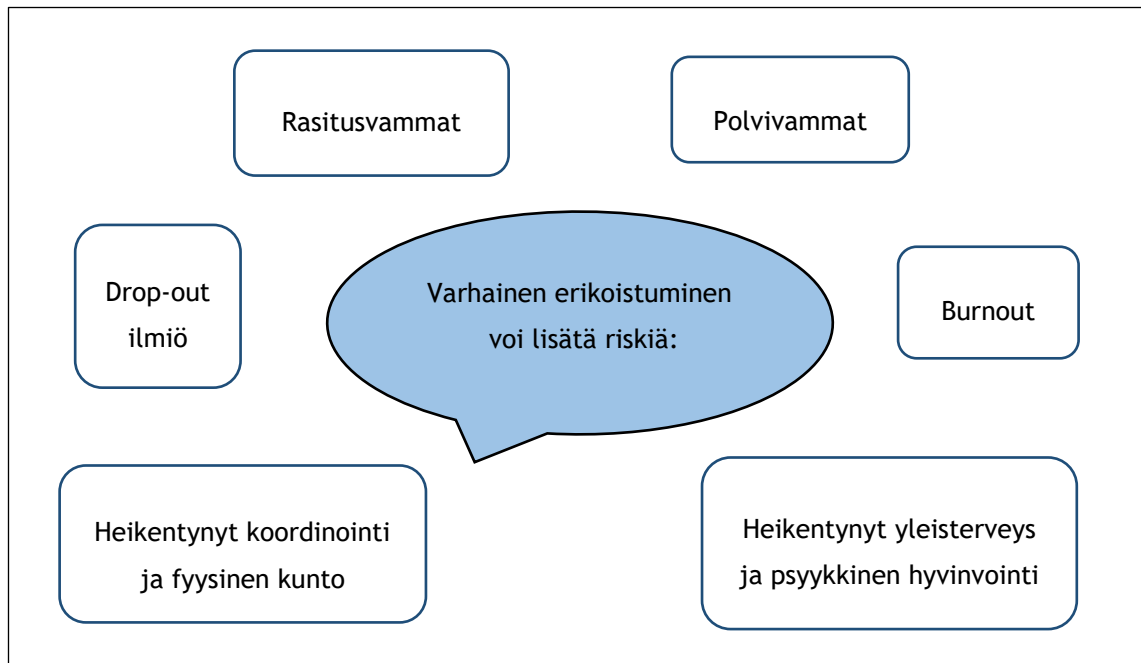 Rasitusvammat
Polvivammat
Drop-out
ilmiö
Varhainen erikoistuminen
voi lisätä riskiä:
Burnout
Heikentynyt koordinointi
ja fyysinen kunto
Heikentynyt yleisterveys
ja psyykkinen hyvinvointi